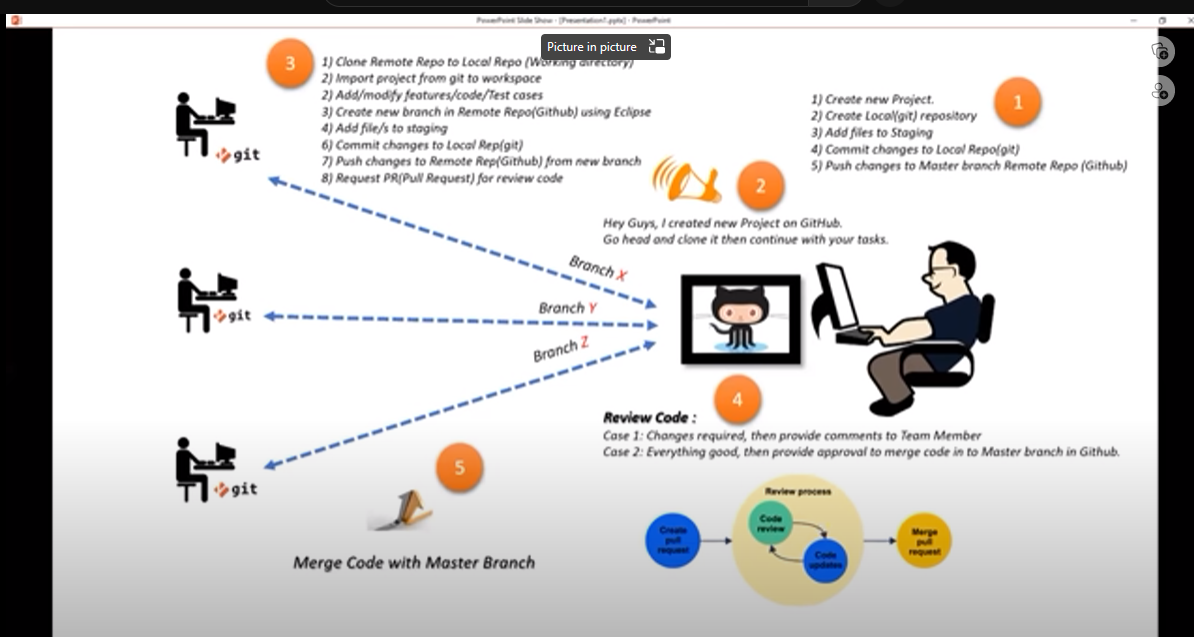 PowerPoint Slide Show - [Presentation1.pptx] - PowerPoint
Picture in picture
3
1) Clone Remote Repo to Local Repo (Working directory)
2) Import project from git to workspace
2) Add/modify features/code/Test cases
3) Create new branch in Remote Repo(Github) using Eclipse
4) Add file/s to staging
6) Commit changes to Local Rep(git)
7) Push changes to Remote Rep(Github) from new branch
8) Request PR(Pull Request) for review code
1
1) Create new Project.
2) Create Local(git) repository
3) Add files to Staging
4) Commit changes to Local Repo(git)
5) Push changes to Master branch Remote Repo (Github)
2
Hey Guys, I created new Project on GitHub.
Go head and clone it then continue with your tasks.
git
git
git
Branch X
Branch Y
Branch Z
4
Review Code :
Case 1: Changes required, then provide comments to Team Member
Case 2: Everything good, then provide approval to merge code in to Master branch in Github.
5
Merge Code with Master Branch
Review process
Create
pull
request
Code
review
Code
updates
Merge
pull
request